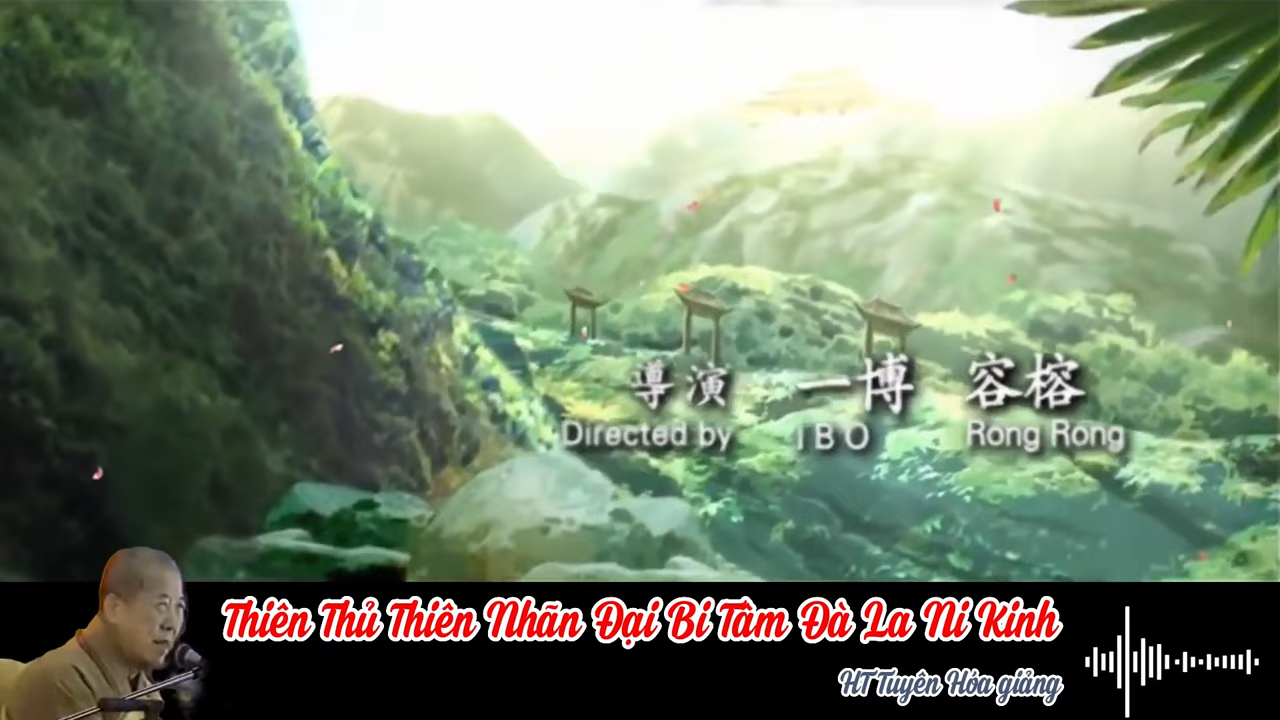 導演 一博 容榕
Directed by IBO Rong Rong
Thiên Thủ Thiên Nhãn Đại Bi Tâm Đà La Ni Kinh
HT Tuyên Hóa giảng